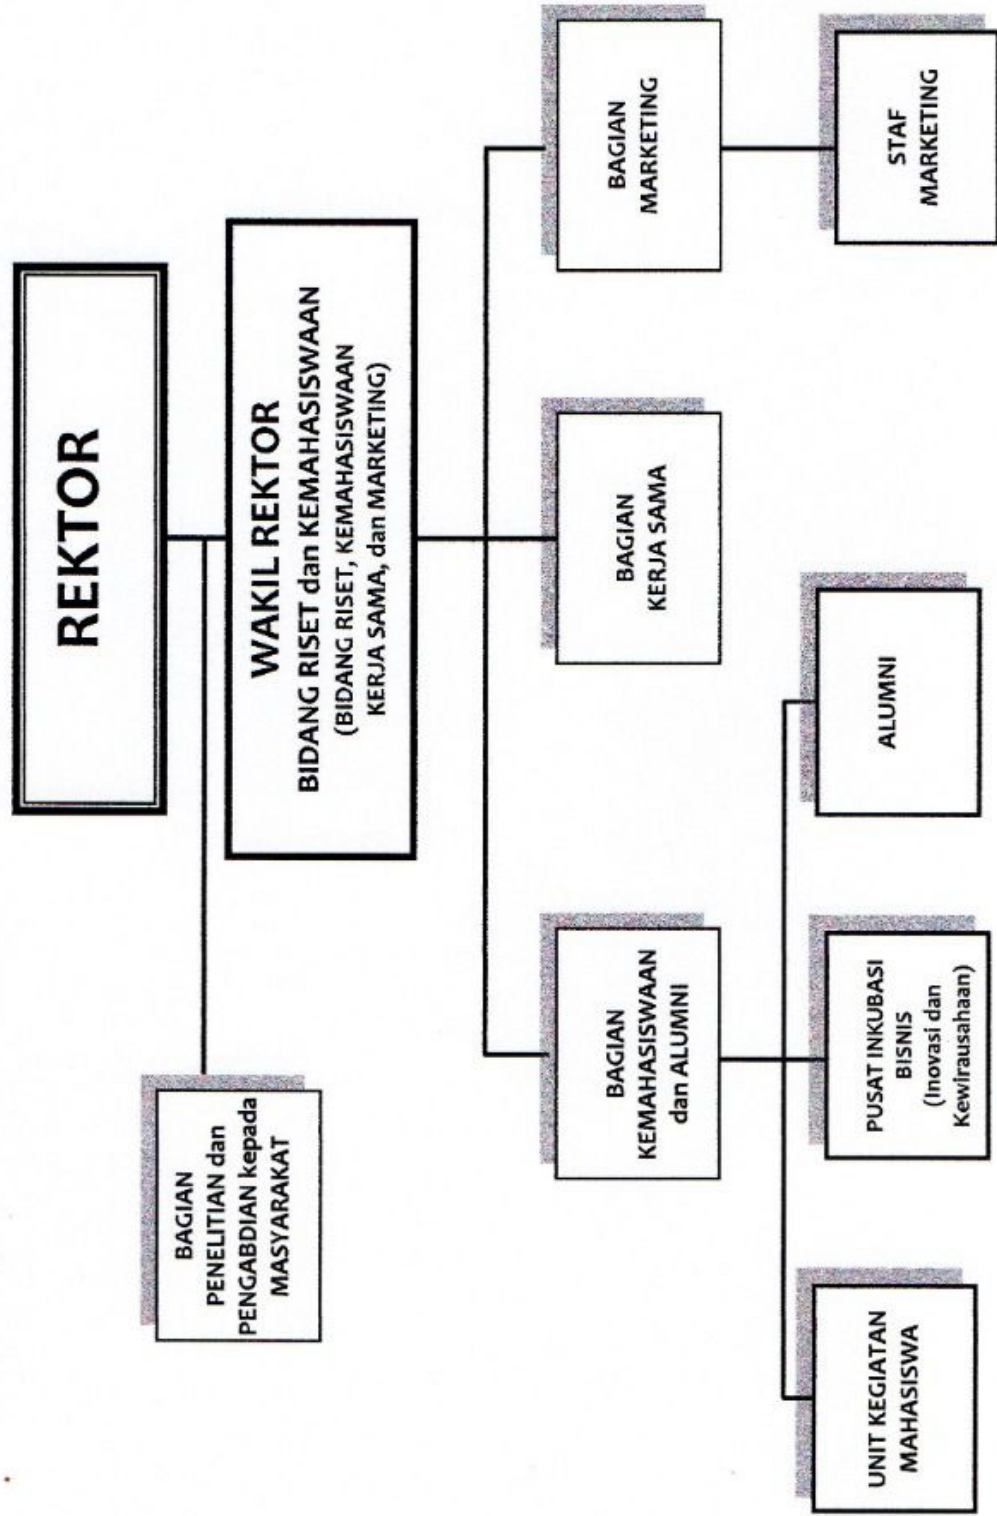 REKTOR
WAKIL REKTOR
BIDANG RISET dan KEMAHASISWAAN
(BIDANG RISET, KEMAHASISWAAN
KERJA SAMA, dan MARKETING)
BAGIAN
PENELITIAN dan
PENGABDIAN kepada
MASYARAKAT
BAGIAN
KEMAHASISWAAN
dan ALUMNI
BAGIAN
KERJA SAMA
BAGIAN
MARKETING
UNIT KEGIATAN
MAHASISWA
PUSAT INKUBASI
BISNIS
(Inovasi dan
Kewirausahaan)
ALUMNI
STAF
MARKETING